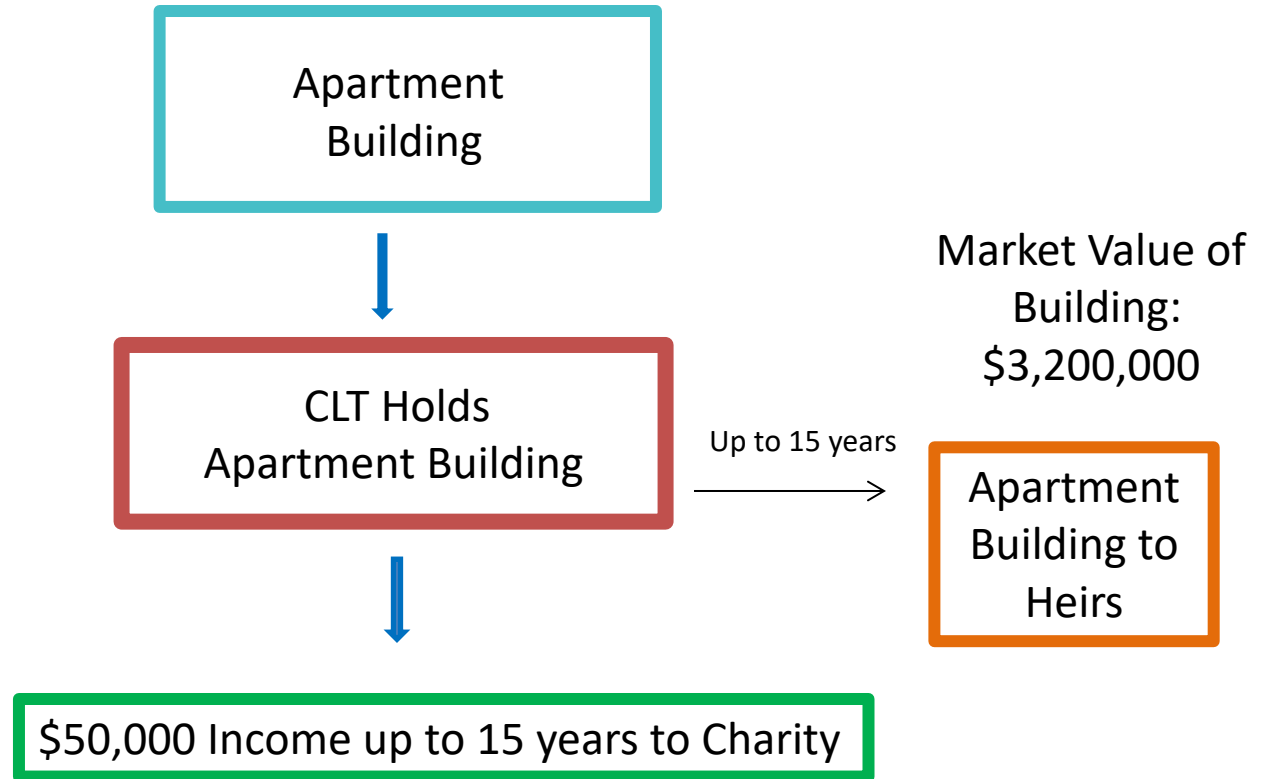 Apartment
Building
CLT Holds
Apartment Building
Up to 15 years
Market Value of
Building:
$3,200,000
Apartment
Building to
Heirs
$50,000 Income up to 15 years to Charity